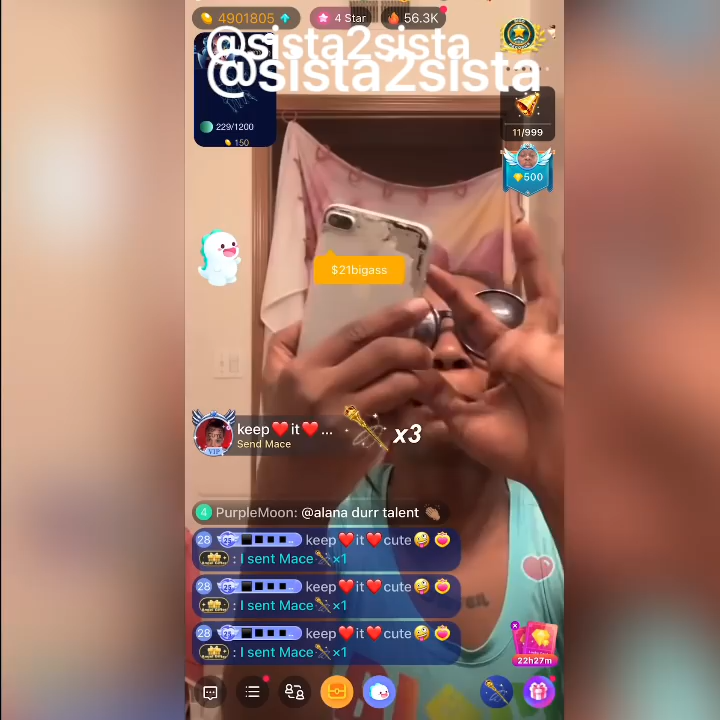 4901805
4 Star
56.3K
@sista2sista
@sista2sista
229/1200
150
11/999
500
$21bigass
keep❤️it❤️...
Send Mace
x3
VIP
4 PurpleMoon: @alana durr talent 👏🏾
28 keep❤️it❤️cute🤪
: I sent Mace x1
28 keep❤️it❤️cute🤪
: I sent Mace x1
28 keep❤️it❤️cute🤪
: I sent Mace x1
22h27m